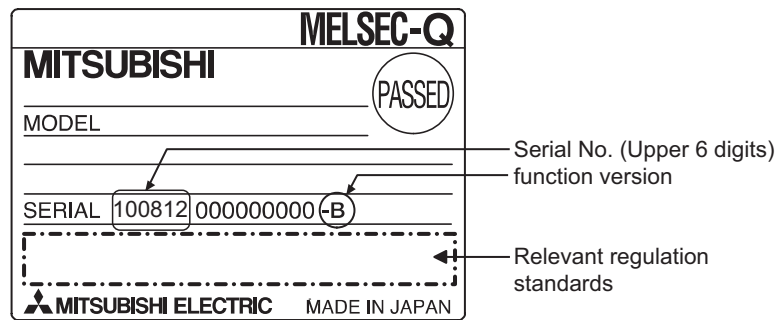 MELSEC-Q
MITSUBISHI
PASSED
MODEL
Serial No. (Upper 6 digits)
function version
SERIAL 100812 000000000 -B
Relevant regulation
standards
MITSUBISHI ELECTRIC MADE IN JAPAN